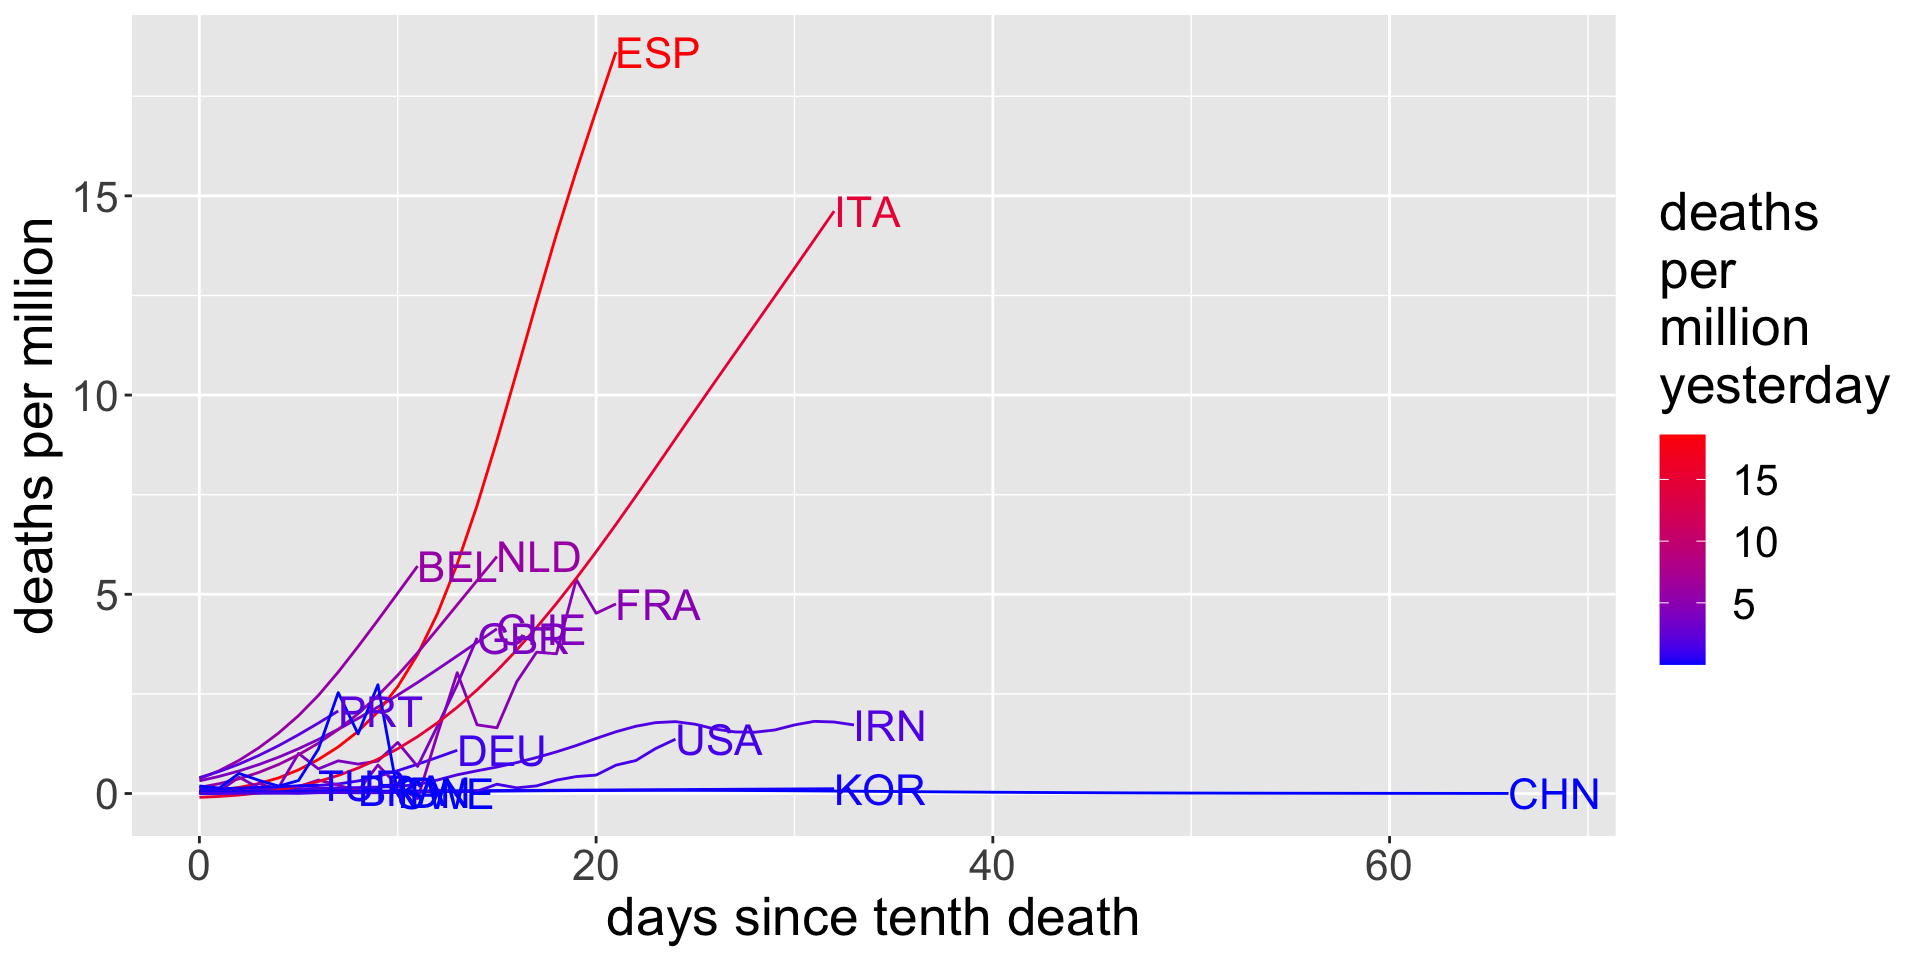 ESP
ITA
BEL
NLD
FRA
CHE
GBR
PRT
IRN
USA
DEU
KOR
CHN
15
10
5
0
0
20
40
60
deaths per million
days since tenth death
deaths
per
million
yesterday
15
10
5